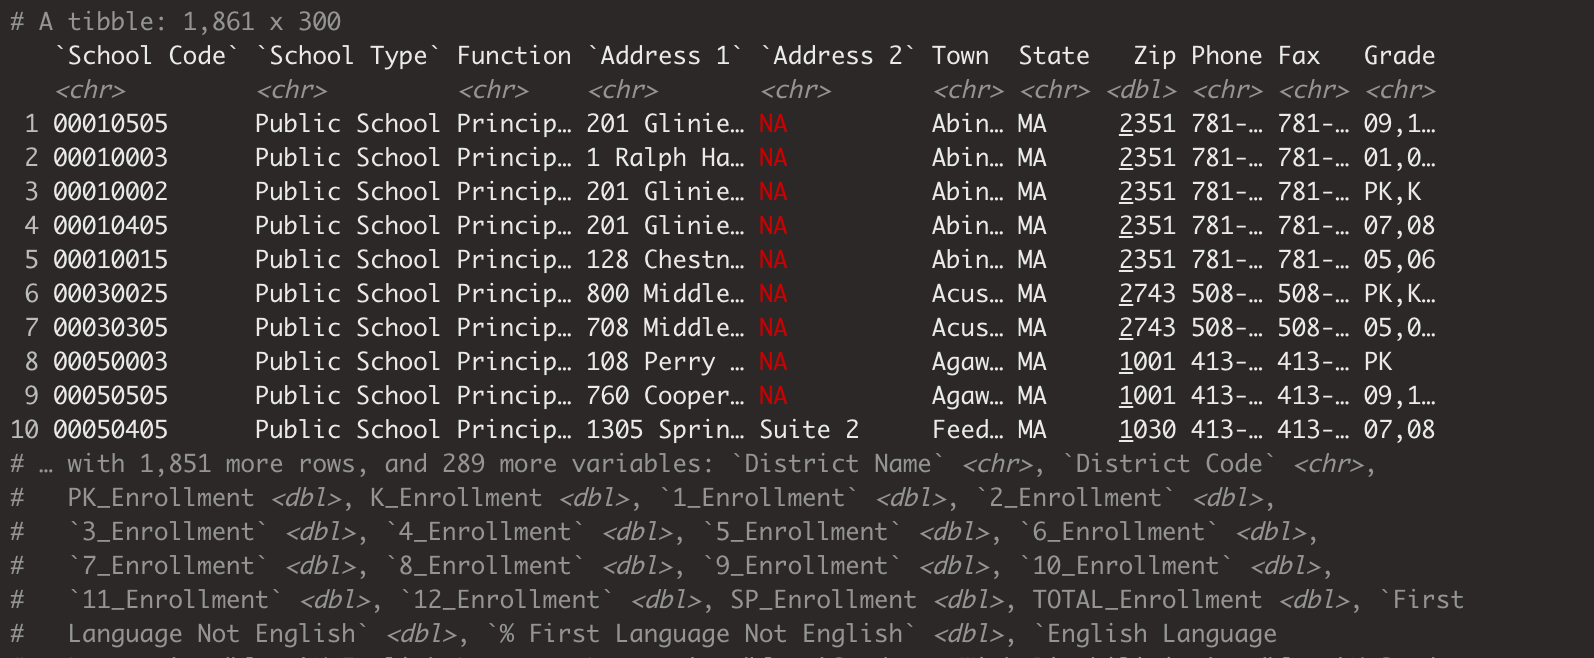 # A tibble: 1,861 x 300
`School Code` `School Type` Function `Address 1` `Address 2` Town State Zip Phone Fax Grade
<chr> <chr> <chr> <chr> <chr> <chr> <chr> <dbl> <chr> <chr> <chr>
1 00010505 Public School Princip… 201 Glinie… NA Abin… MA 2351 781-… 781-… 09,1…
2 00010003 Public School Princip… 1 Ralph Ha… NA Abin… MA 2351 781-… 781-… 01,0…
3 00010002 Public School Princip… 201 Glinie… NA Abin… MA 2351 781-… 781-… PK,K
4 00010405 Public School Princip… 201 Glinie… NA Abin… MA 2351 781-… 781-… 07,08
5 00010015 Public School Princip… 128 Chestn… NA Abin… MA 2351 781-… 781-… 05,06
6 00030025 Public School Princip… 800 Middle… NA Acus… MA 2743 508-… 508-… PK,K…
7 00030305 Public School Princip… 708 Middle… NA Acus… MA 2743 508-… 508-… 05,0…
8 00050003 Public School Princip… 108 Perry … NA Agaw… MA 1001 413-… 413-… PK
9 00050505 Public School Princip… 760 Cooper… NA Agaw… MA 1001 413-… 413-… 09,1…
10 00050405 Public School Princip… 1305 Sprin… Suite 2 Feed… MA 1030 413-… 413-… 07,08
# … with 1,851 more rows, and 289 more variables: `District Name` <chr>, `District Code` <chr>,
# PK_Enrollment <dbl>, K_Enrollment <dbl>, `1_Enrollment` <dbl>, `2_Enrollment` <dbl>,
# `3_Enrollment` <dbl>, `4_Enrollment` <dbl>, `5_Enrollment` <dbl>, `6_Enrollment` <dbl>,
# `7_Enrollment` <dbl>, `8_Enrollment` <dbl>, `9_Enrollment` <dbl>, `10_Enrollment` <dbl>,
# `11_Enrollment` <dbl>, `12_Enrollment` <dbl>, SP_Enrollment <dbl>, TOTAL_Enrollment <dbl>, `First
# Language Not English` <dbl>, `% First Language Not English` <dbl>, `English Language